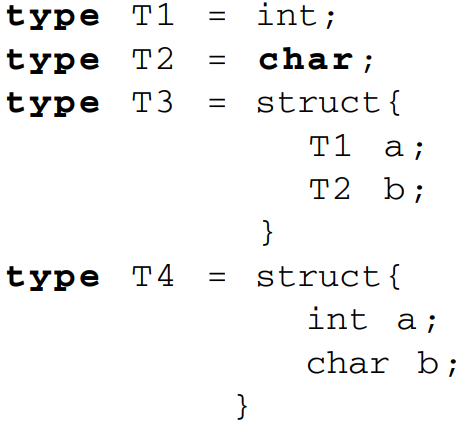 type T1 = int;
type T2 = char;
type T3 = struct{
T1 a;
T2 b;
}
type T4 = struct{
int a;
char b;
}